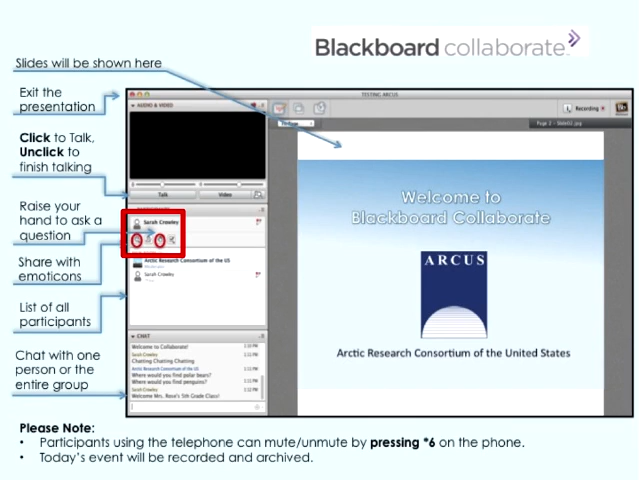 Blackboard collaborate
Slides will be shown here
Exit the
presentation
Click to Talk,
Unclick to
finish talking
Raise your
hand to ask a
question
Share with
emoticons
List of all
participants
Chat with one
person or the
entire group
TESTING ARCUS
AUDIO & VIDEO
Talk
Video
Sarah Crowley
Arctic Research Consortium of the US
Sarah Crowley
CHAT
Welcome to Collaborate!
Sarah Crowley
Chatting Chatting Chatting
Arctic Research Consortium of the US
Where would you find polar bears?
Where would you find penguins?
Sarah Crowley
Welcome Mrs. Rose's 5th Grade Class!
Recording
Welcome to
Blackboard Collaborate
ARCUS
Arctic Research Consortium of the United States
Please Note:
• Participants using the telephone can mute/unmute by pressing *6 on the phone.
• Today's event will be recorded and archived.